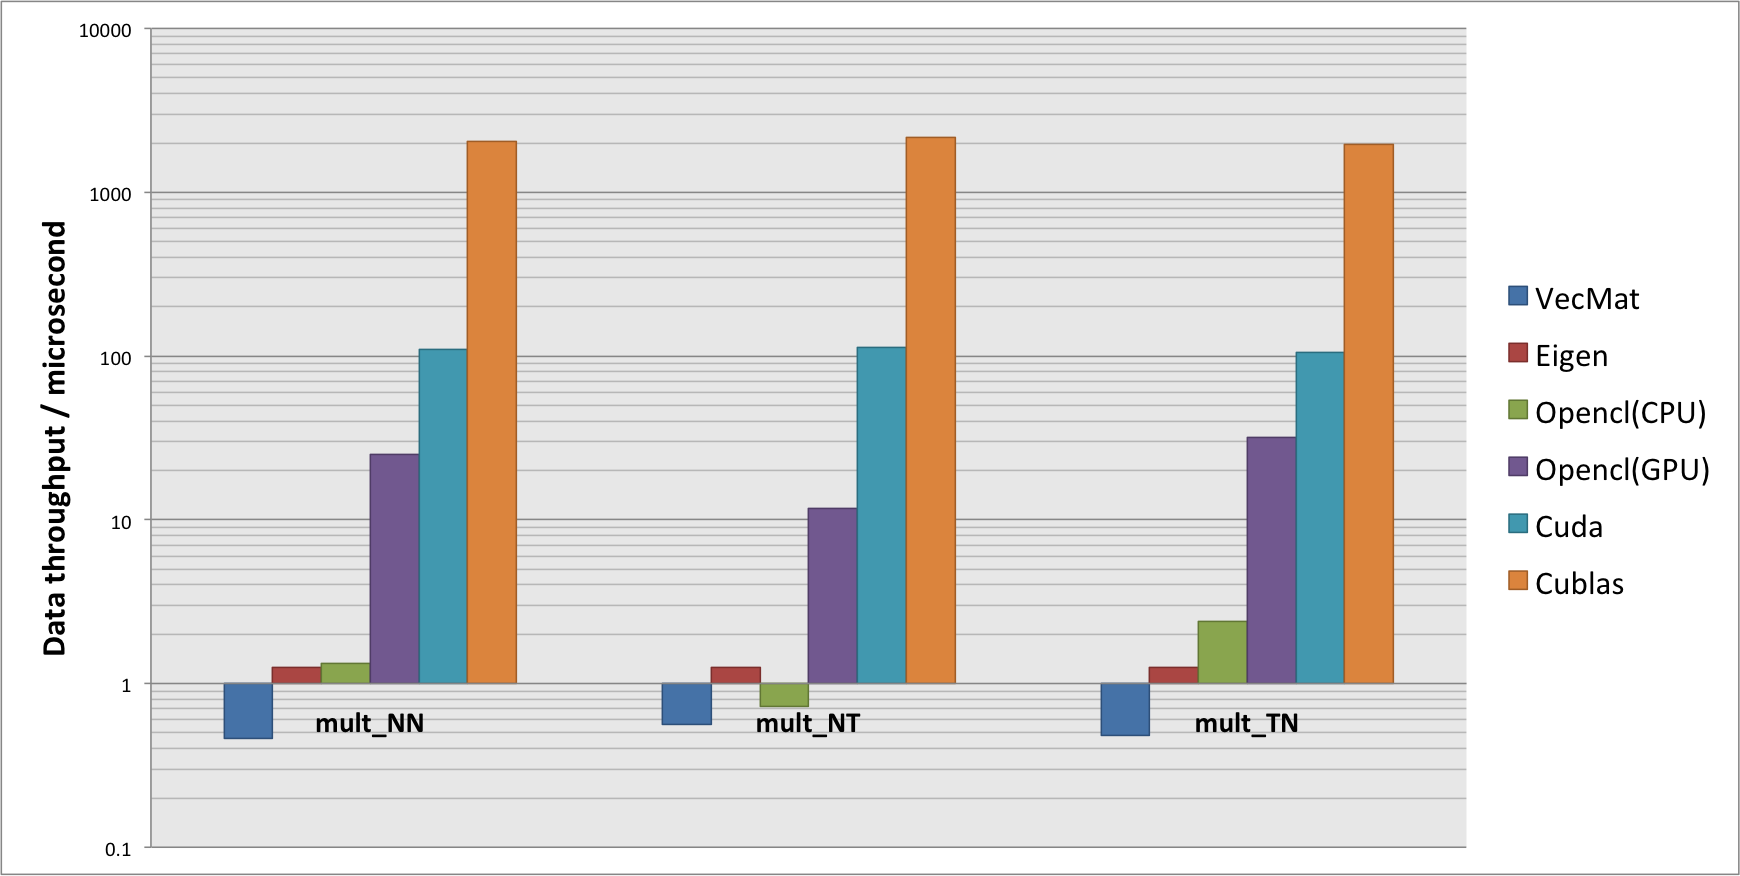 Data throughput / microsecond
10000
1000
100
10
1
0.1
mult_NN
mult_NT
mult_TN
VecMat
Eigen
Opencl(CPU)
Opencl(GPU)
Cuda
Cublas